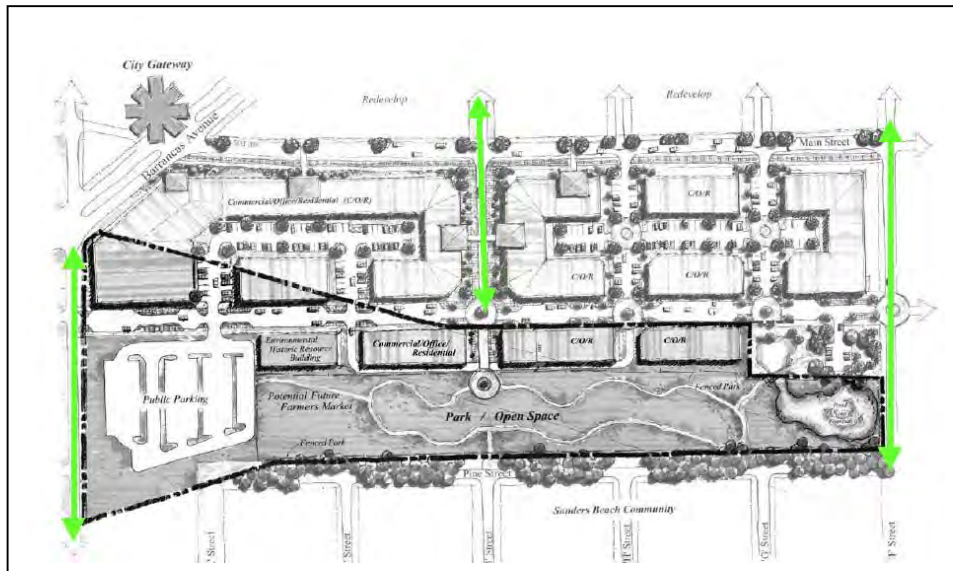 City Gateway
Redevelop
Redevelop
Barrancas Avenue
Main Street
Commercial/Office/Residential (C/O/R)
C/O/R
C/O/R
C/O/R
C/O/R
G
Environmental
Historic Resource
Building
Commercial/Office/
Residential
C/O/R
C/O/R
Public Parking
Potential Future
Farmers Market
Fenced Park
Park / Open Space
Fenced Park
Pine Street
Sanders Beach Community
Street
Street
Street
Street
Street
'F' Street